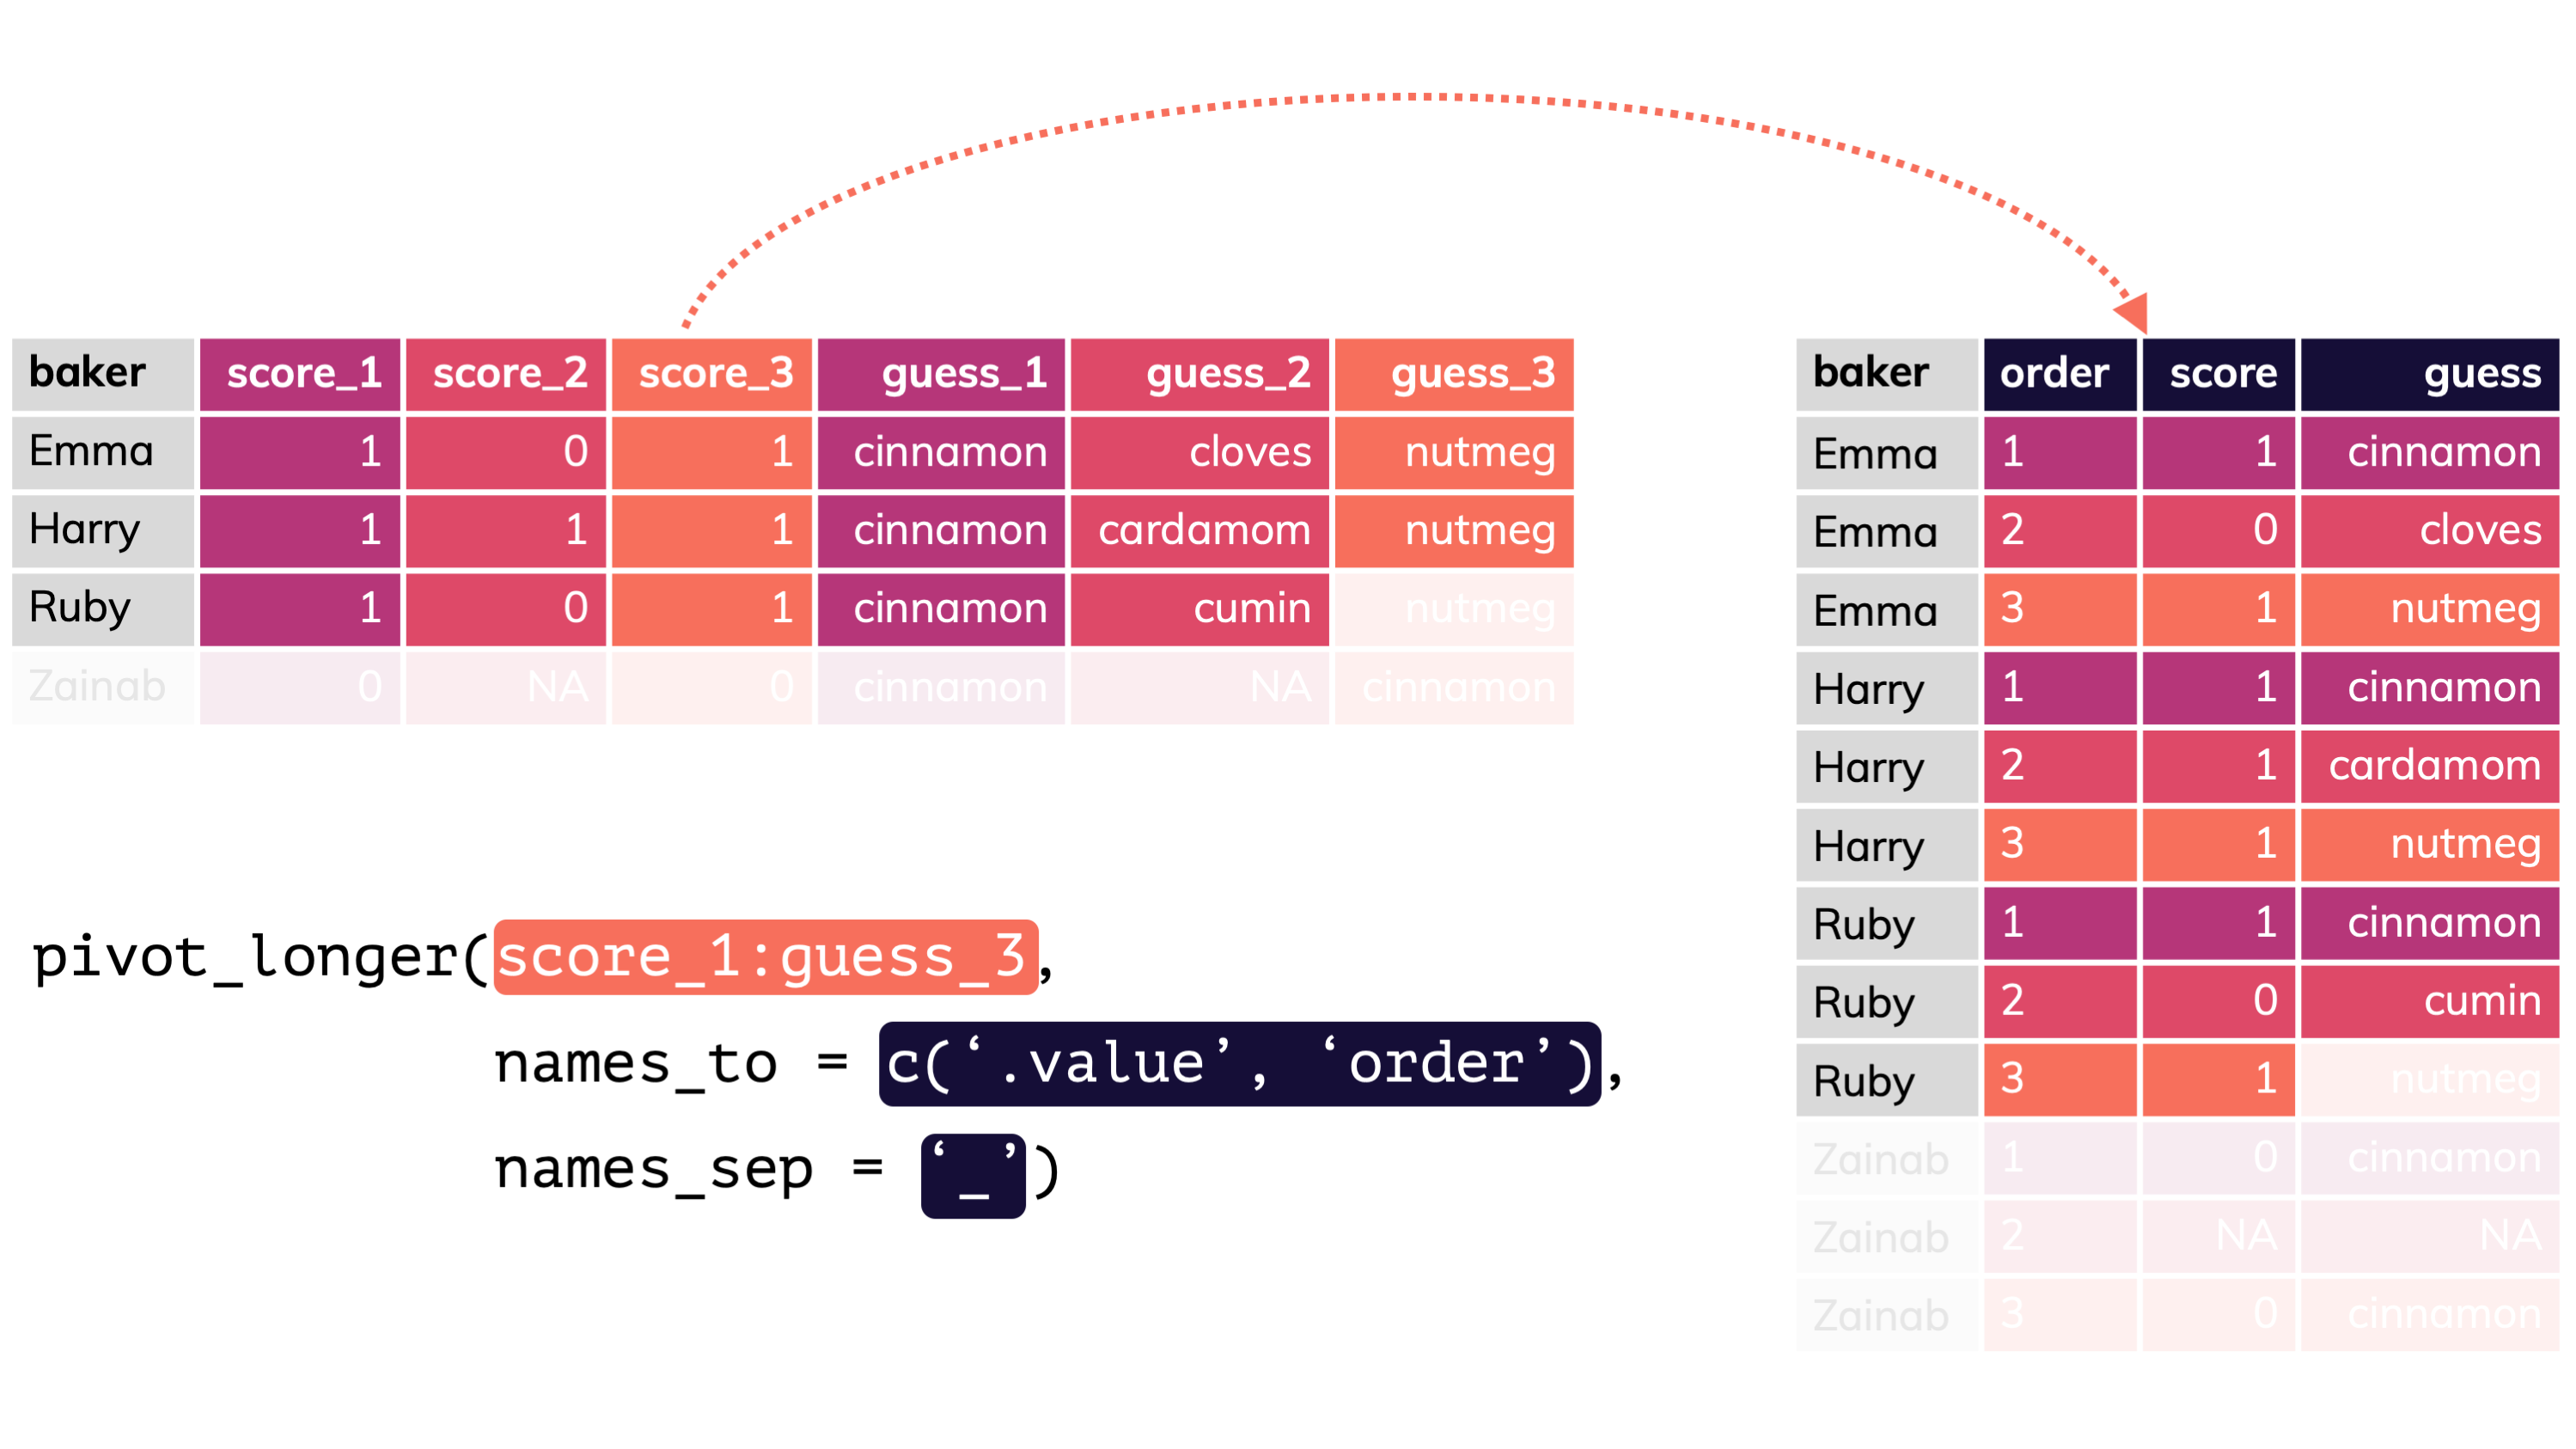 baker score_1 score_2 score_3 guess_1 guess_2 guess_3
Emma 1 0 1 cinnamon cloves nutmeg
Harry 1 1 1 cinnamon cardamom nutmeg
Ruby 1 0 1 cinnamon cumin nutmeg
Zainab 0 NA 0 cinnamon NA cinnamon
pivot_longer(score_1:guess_3,
names_to = c(‘.value’, ‘order’),
names_sep = ‘_’)
baker order score guess
Emma 1 1 cinnamon
Emma 2 0 cloves
Emma 3 1 nutmeg
Harry 1 1 cinnamon
Harry 2 1 cardamom
Harry 3 1 nutmeg
Ruby 1 1 cinnamon
Ruby 2 0 cumin
Ruby 3 1 nutmeg
Zainab 1 0 cinnamon
Zainab 2 NA NA
Zainab 3 0 cinnamon